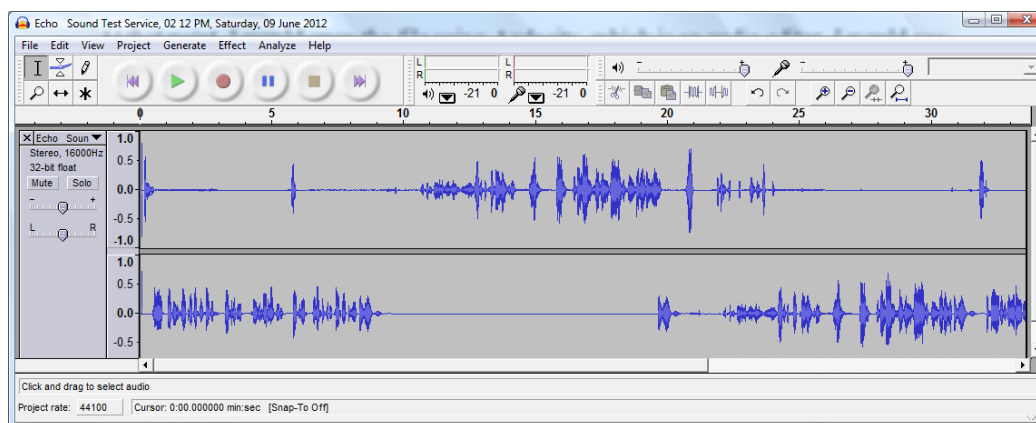 Echo Sound Test Service, 02 12 PM, Saturday, 09 June 2012
File Edit View Project Generate Effect Analyze Help
L
R
-21 0
L
R
-21 0
0 5 10 15 20 25 30
Echo Soun
Stereo, 16000Hz
32-bit float
Mute Solo
- +
L R
1.0
0.5
0.0
-0.5
-1.0
1.0
0.5
0.0
-0.5
Click and drag to select audio
Project rate: 44100 Cursor: 0:00.000000 min:sec [Snap-To Off]